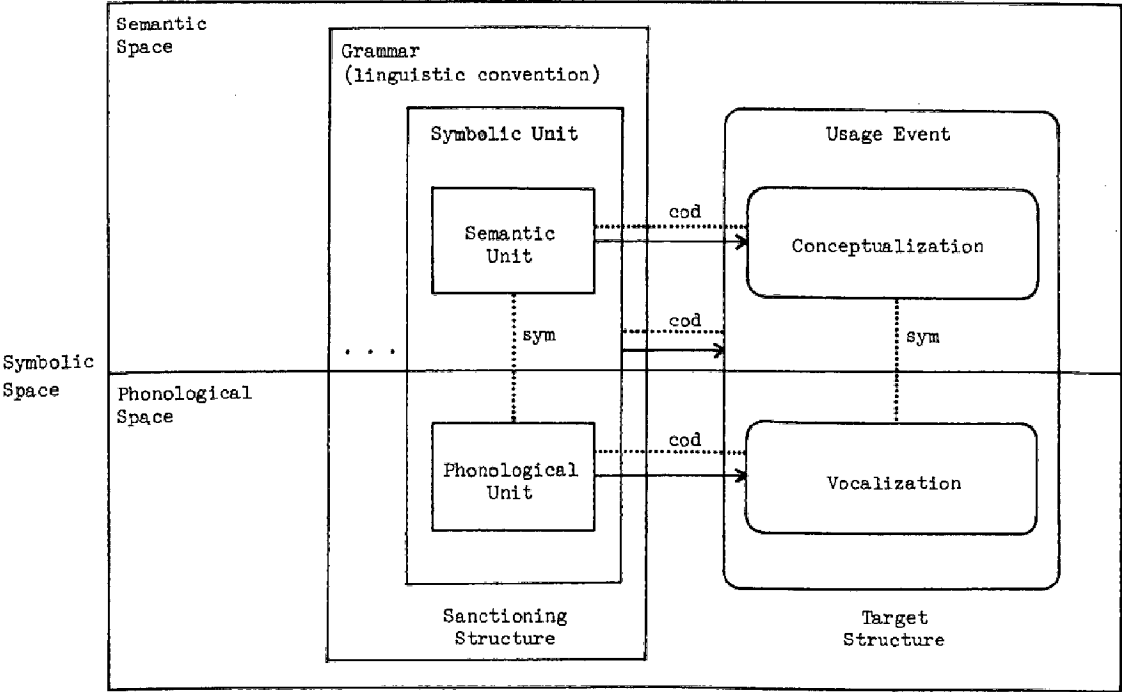 Semantic
Space
Grammar
(linguistic convention)
Symbolic Unit
Usage Event
cod
Semantic
Unit
Conceptualization
cod
sym
sym
. . .
Symbolic
Space
Phonological
Space
cod
Phonological
Unit
Vocalization
Sanctioning
Structure
Target
Structure